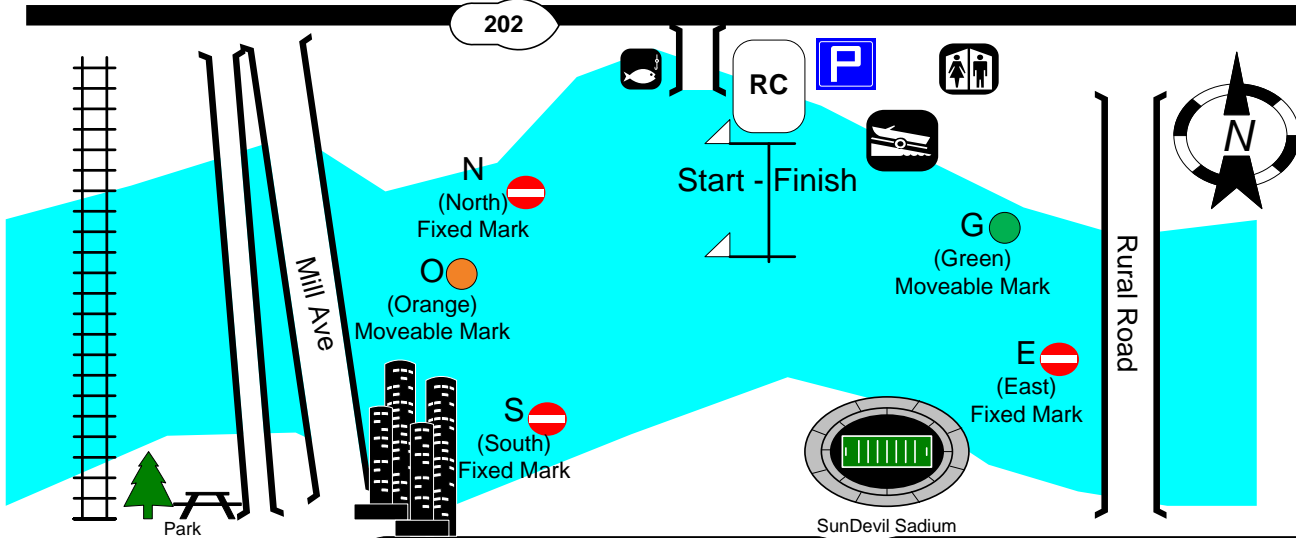 202
RC
P
N
N
(North)
Fixed Mark
Start - Finish
G
(Green)
Moveable Mark
O
(Orange)
Moveable Mark
Mill Ave
Rural Road
E
(East)
Fixed Mark
S
(South)
Fixed Mark
Park
SunDevil Sadium